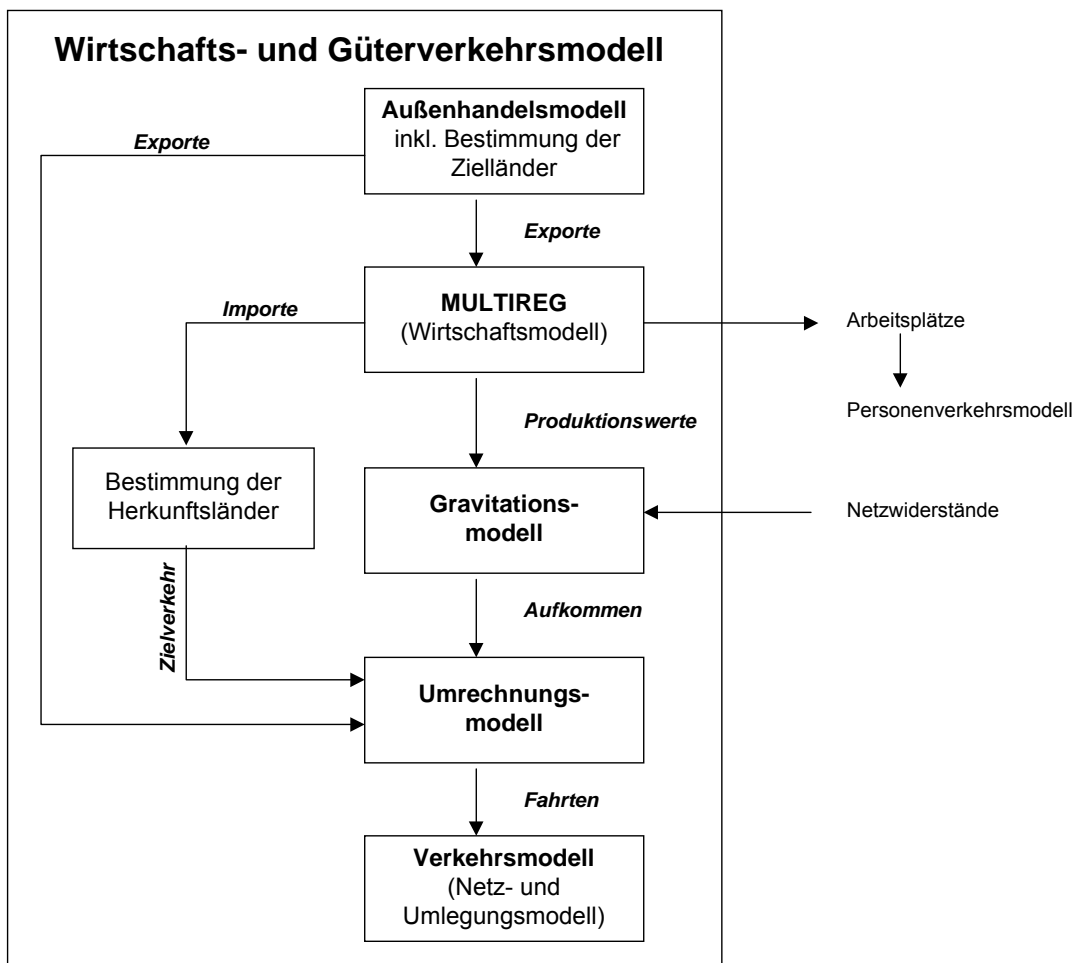 Wirtschafts- und Güterverkehrsmodell
Außenhandelsmodell
inkl. Bestimmung der
Zielländer
Exporte
Exporte
MULTIREG
(Wirtschaftsmodell)
Importe
Arbeitsplätze
Personenverkehrsmodell
Produktionswerte
Bestimmung der
Herkunftsländer
Gravitations-
modell
Netzwiderstände
Zielverkehr
Aufkommen
Umrechnungs-
modell
Fahrten
Verkehrsmodell
(Netz- und
Umlegungsmodell)